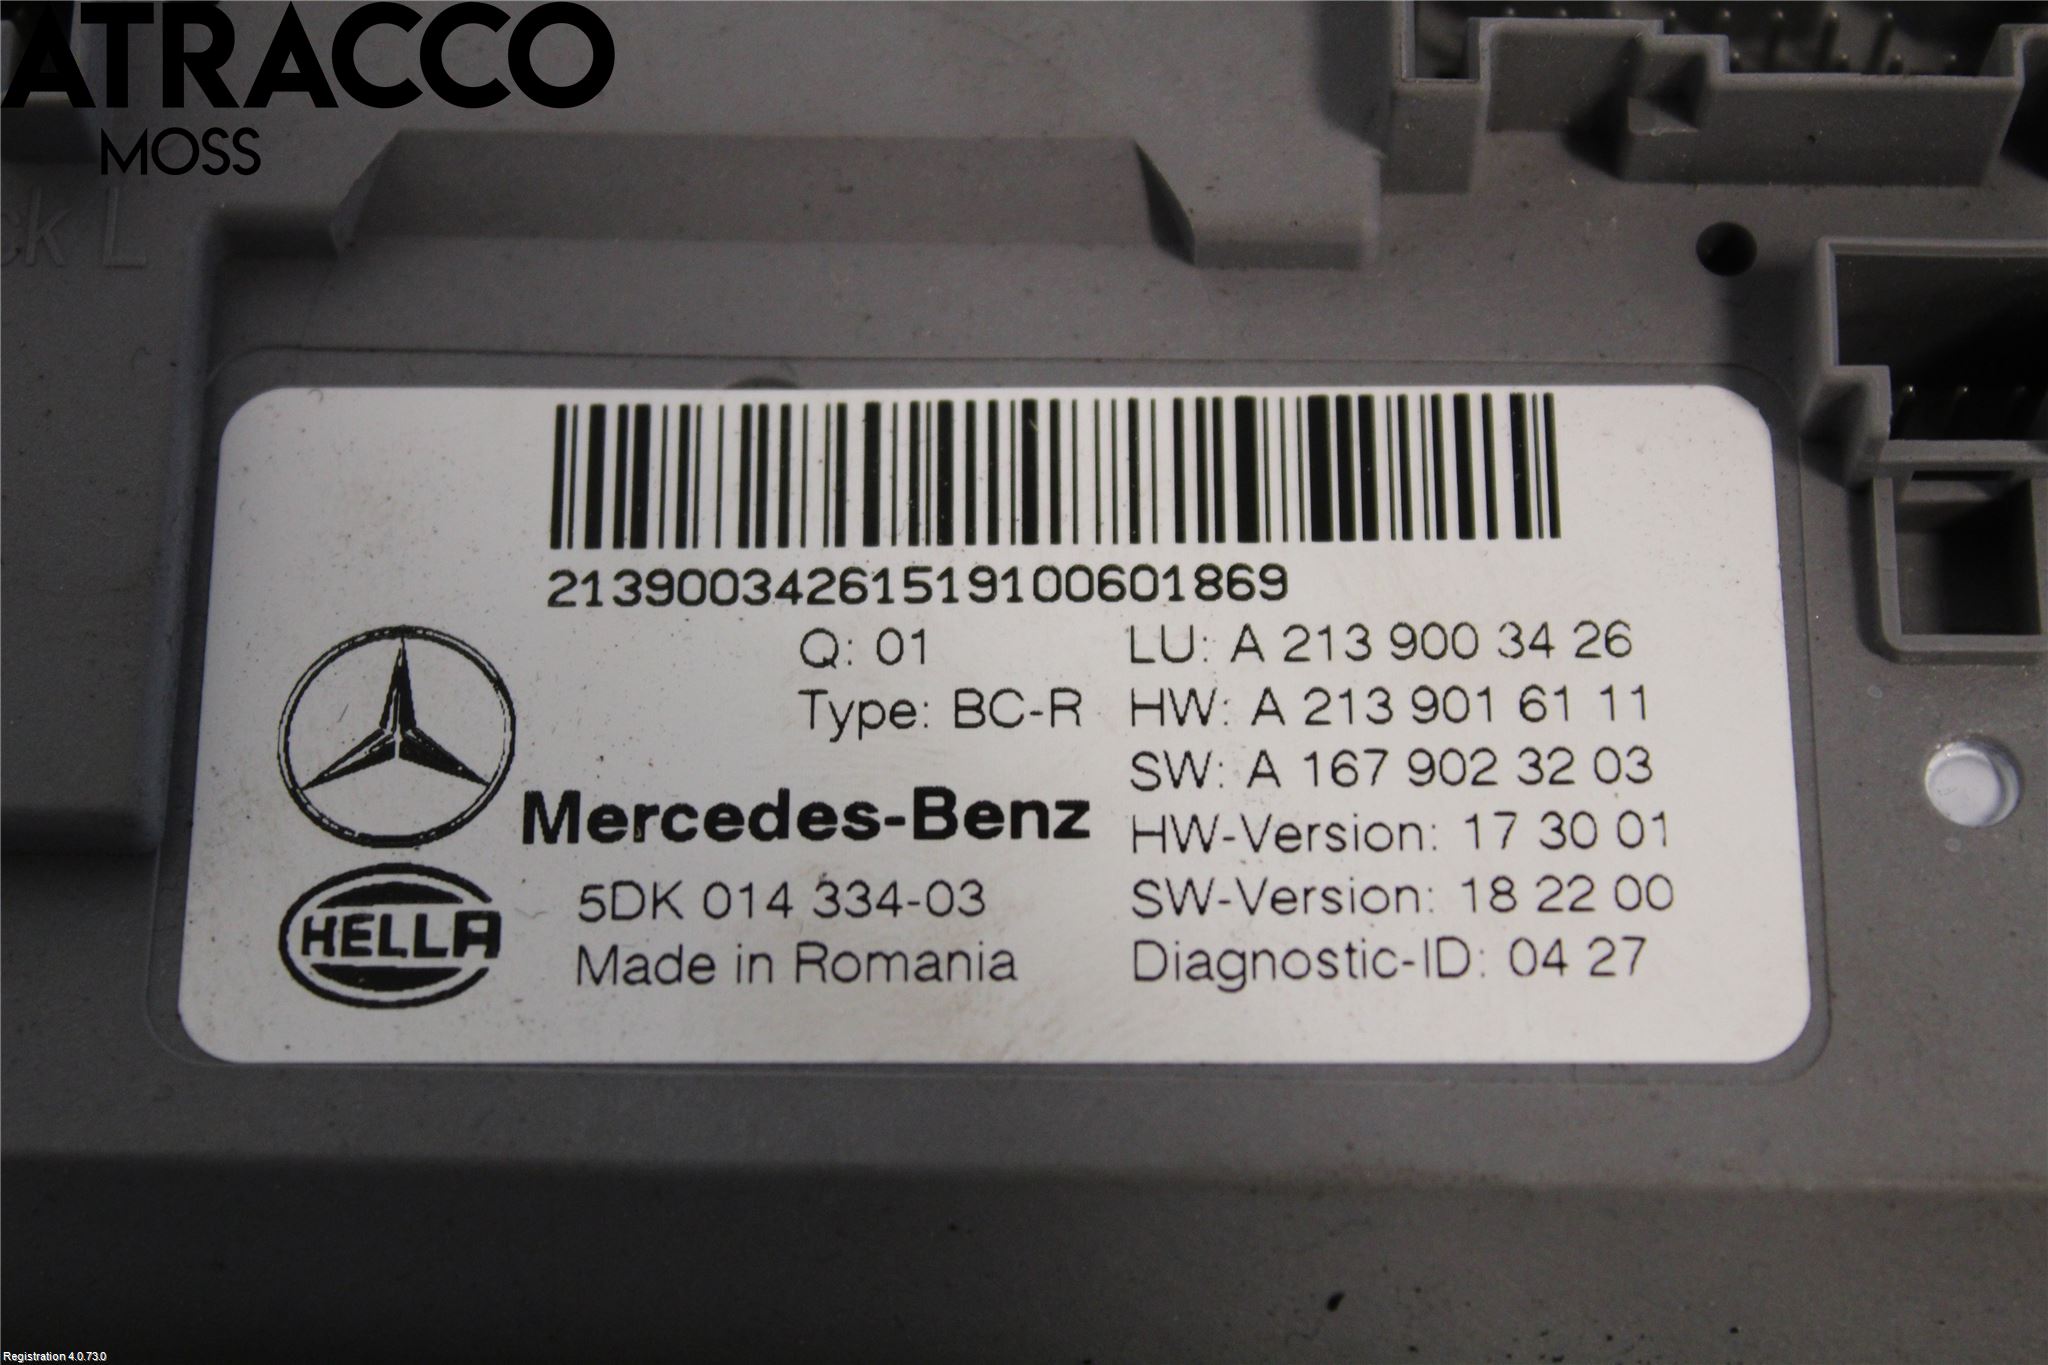 ATRACCO
MOSS
ck L
21390034261519100601869
Q: 01
LU: A 213 900 34 26
Type: BC-R
HW: A 213 901 61 11
SW: A 167 902 32 03
Mercedes-Benz
HW-Version: 17 30 01
HELLA
5DK 014 334-03
SW-Version: 18 22 00
Made in Romania
Diagnostic-ID: 04 27
Registration 4.0.73.0